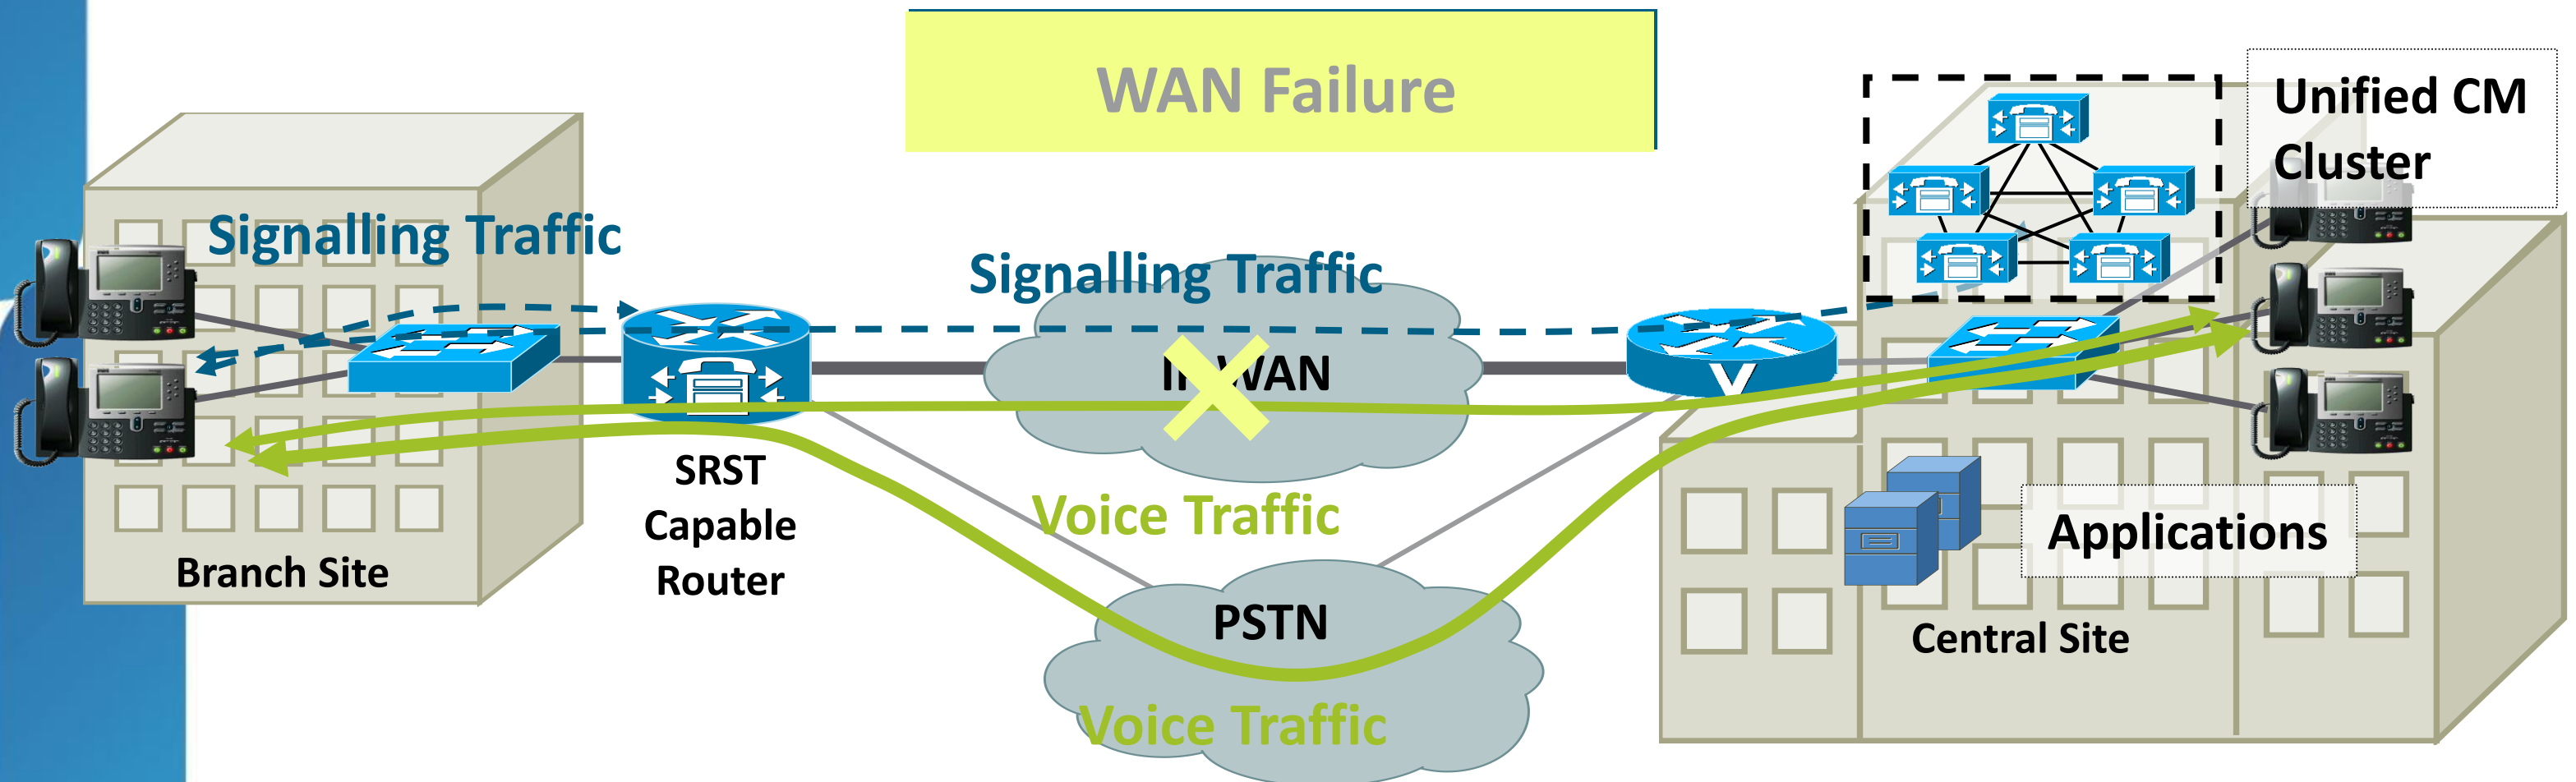 WAN Failure
Unified CM
Cluster
Signalling Traffic
Signalling Traffic
IP WAN
SRST
Capable
Router
Voice Traffic
Applications
Branch Site
PSTN
Central Site
Voice Traffic
V